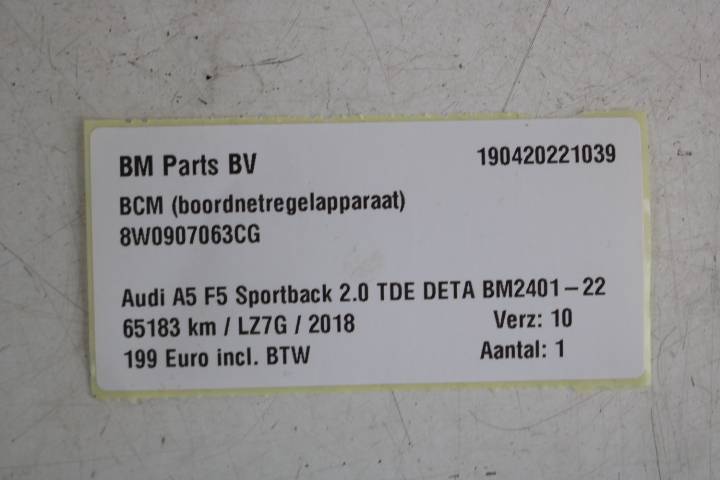 BM Parts BV 190420221039
BCM (boordnetregelapparaat)
8W0907063CG
Audi A5 F5 Sportback 2.0 TDE DETA BM2401-22
65183 km / LZ7G / 2018 Verz: 10
199 Euro incl. BTW Aantal: 1